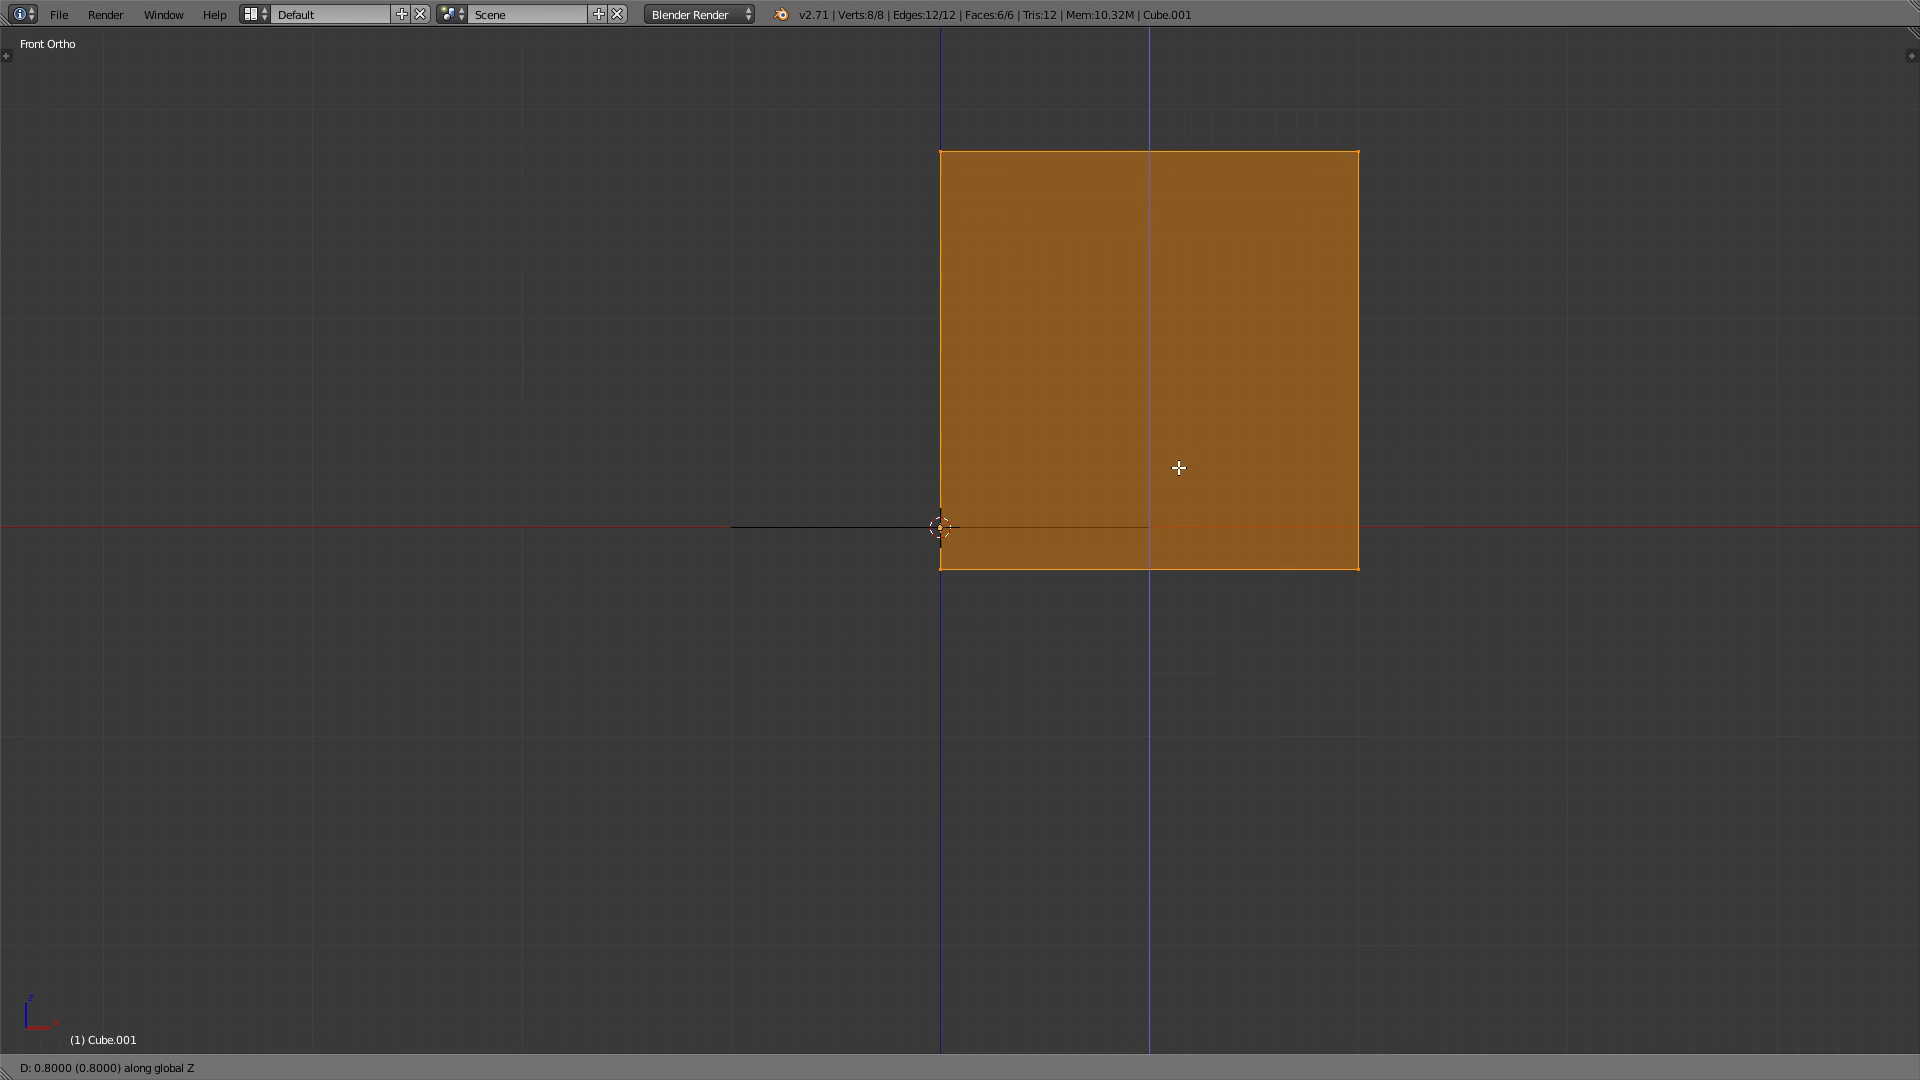 File Render Window Help Default Scene Blender Render v2.71 | Verts:8/8 | Edges:12/12 | Faces:6/6 | Tris:12 | Mem:10.32M | Cube.001
Front Ortho
z
x
(1) Cube.001
D: 0.8000 (0.8000) along global Z